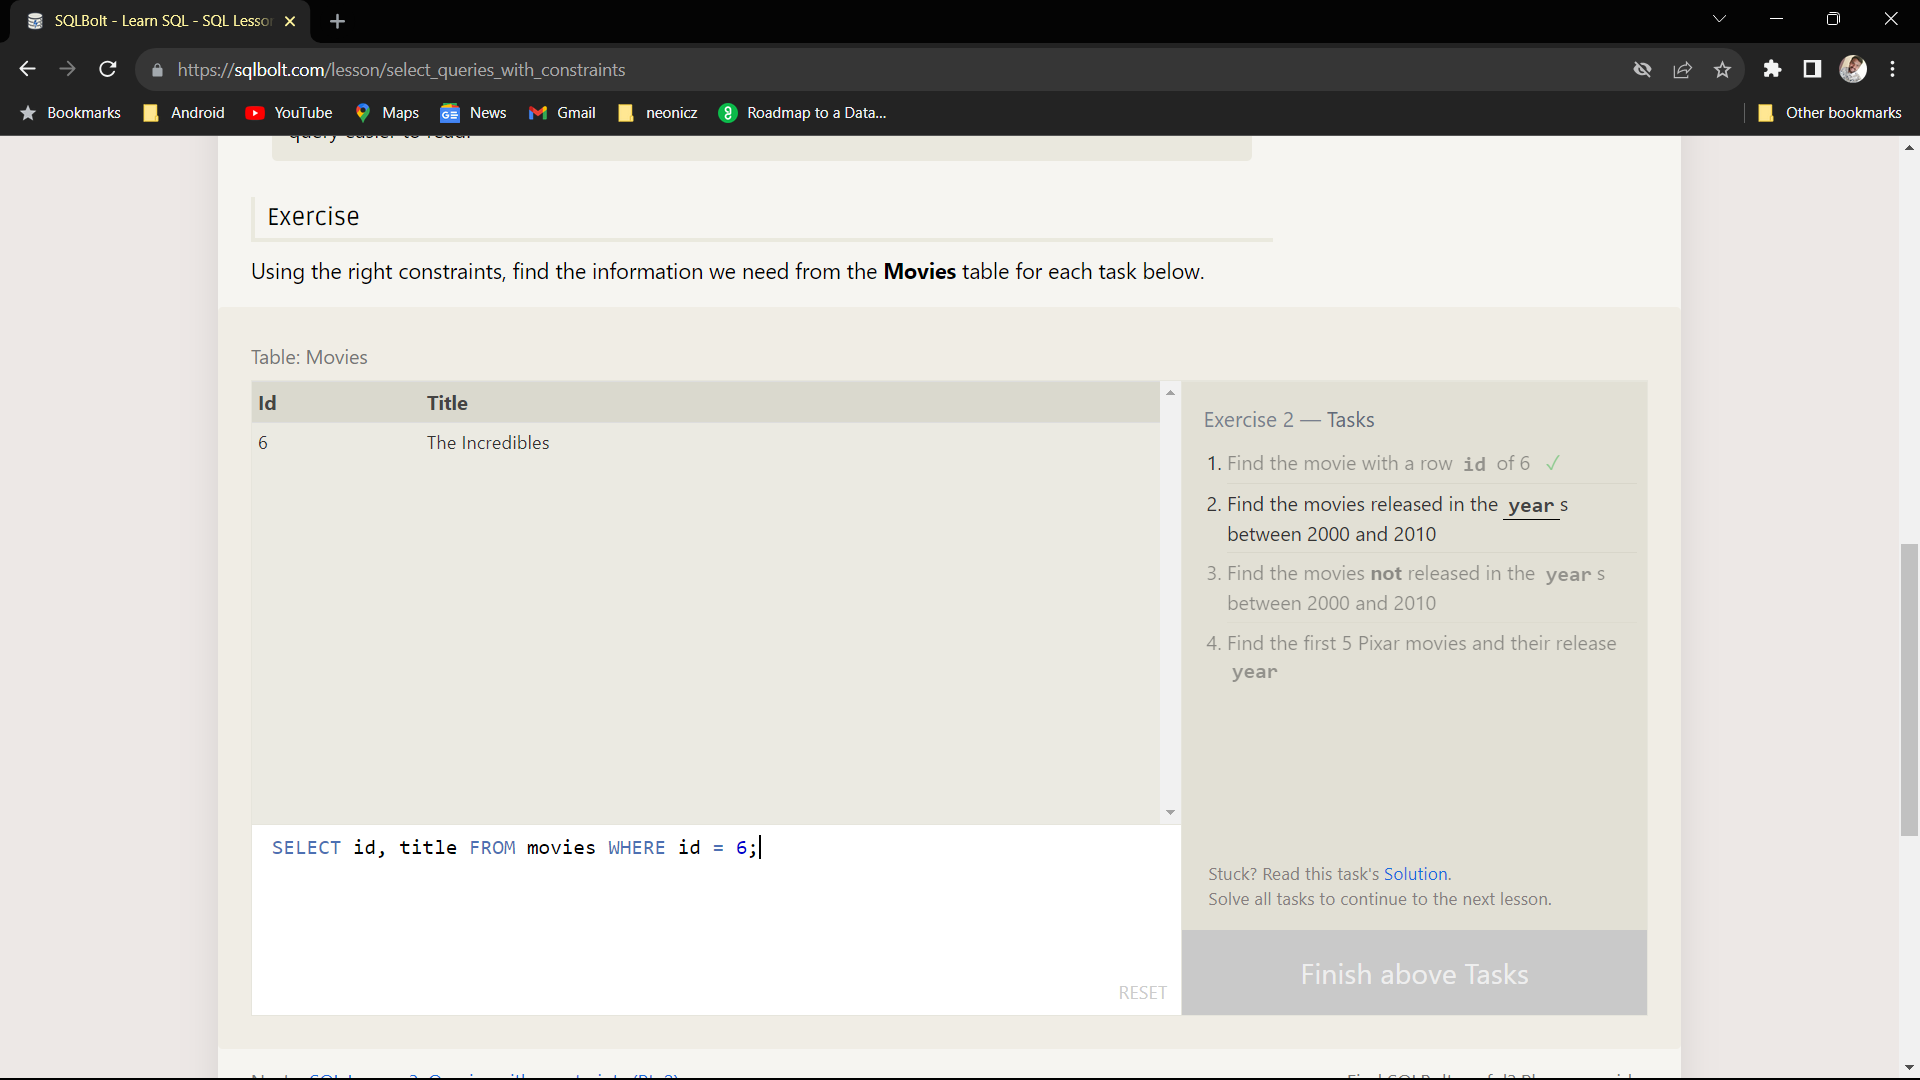 SQLBolt - Learn SQL - SQL Lesso
https://sqlbolt.com/lesson/select_queries_with_constraints
Bookmarks Android YouTube Maps News Gmail neonicz Roadmap to a Data... Other bookmarks
query easier to read.
Exercise
Using the right constraints, find the information we need from the Movies table for each task below.
Table: Movies
Id Title
6 The Incredibles
SELECT id, title FROM movies WHERE id = 6;
RESET
Exercise 2 — Tasks
1. Find the movie with a row id of 6 ✓
2. Find the movies released in the year s
between 2000 and 2010
3. Find the movies not released in the year s
between 2000 and 2010
4. Find the first 5 Pixar movies and their release
year
Stuck? Read this task's Solution.
Solve all tasks to continue to the next lesson.
Finish above Tasks